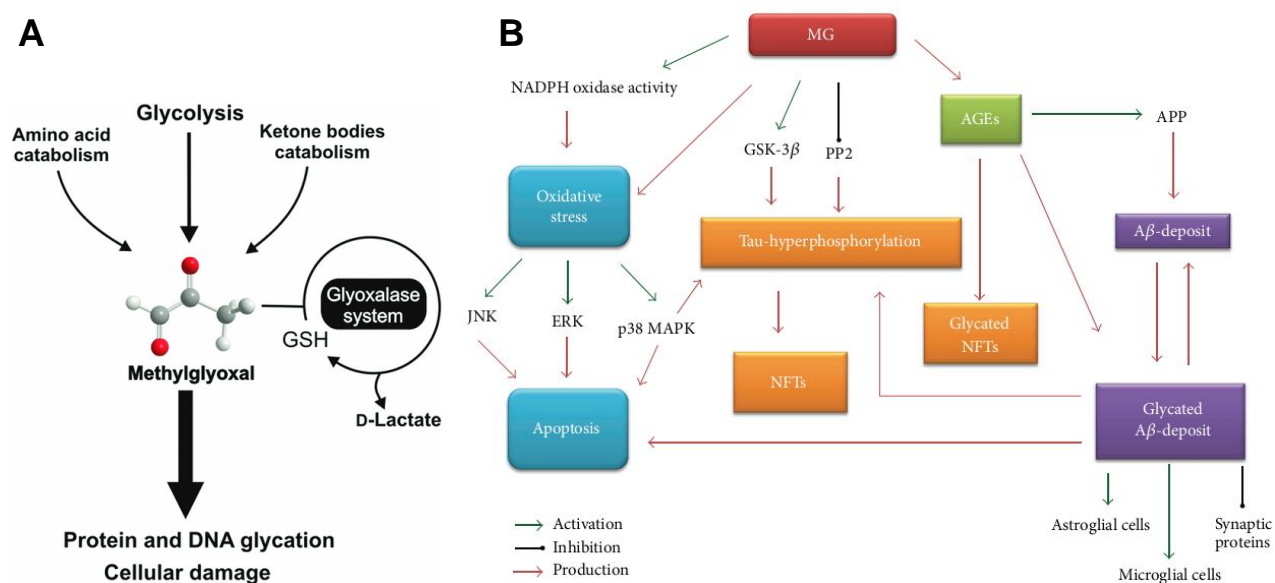 A
Glycolysis
Amino acid
catabolism
Ketone bodies
catabolism
Glyoxalase
system
GSH
Methylglyoxal
D-Lactate
Protein and DNA glycation
Cellular damage
B
MG
NADPH oxidase activity
AGEs
APP
GSK-3β
PP2
Oxidative
stress
Tau-hyperphosphorylation
Aβ-deposit
JNK
ERK
p38 MAPK
Glycated
NFTs
NFTs
Apoptosis
Glycated
Aβ-deposit
Astroglial cells
Synaptic
proteins
Microglial cells
Activation
Inhibition
Production